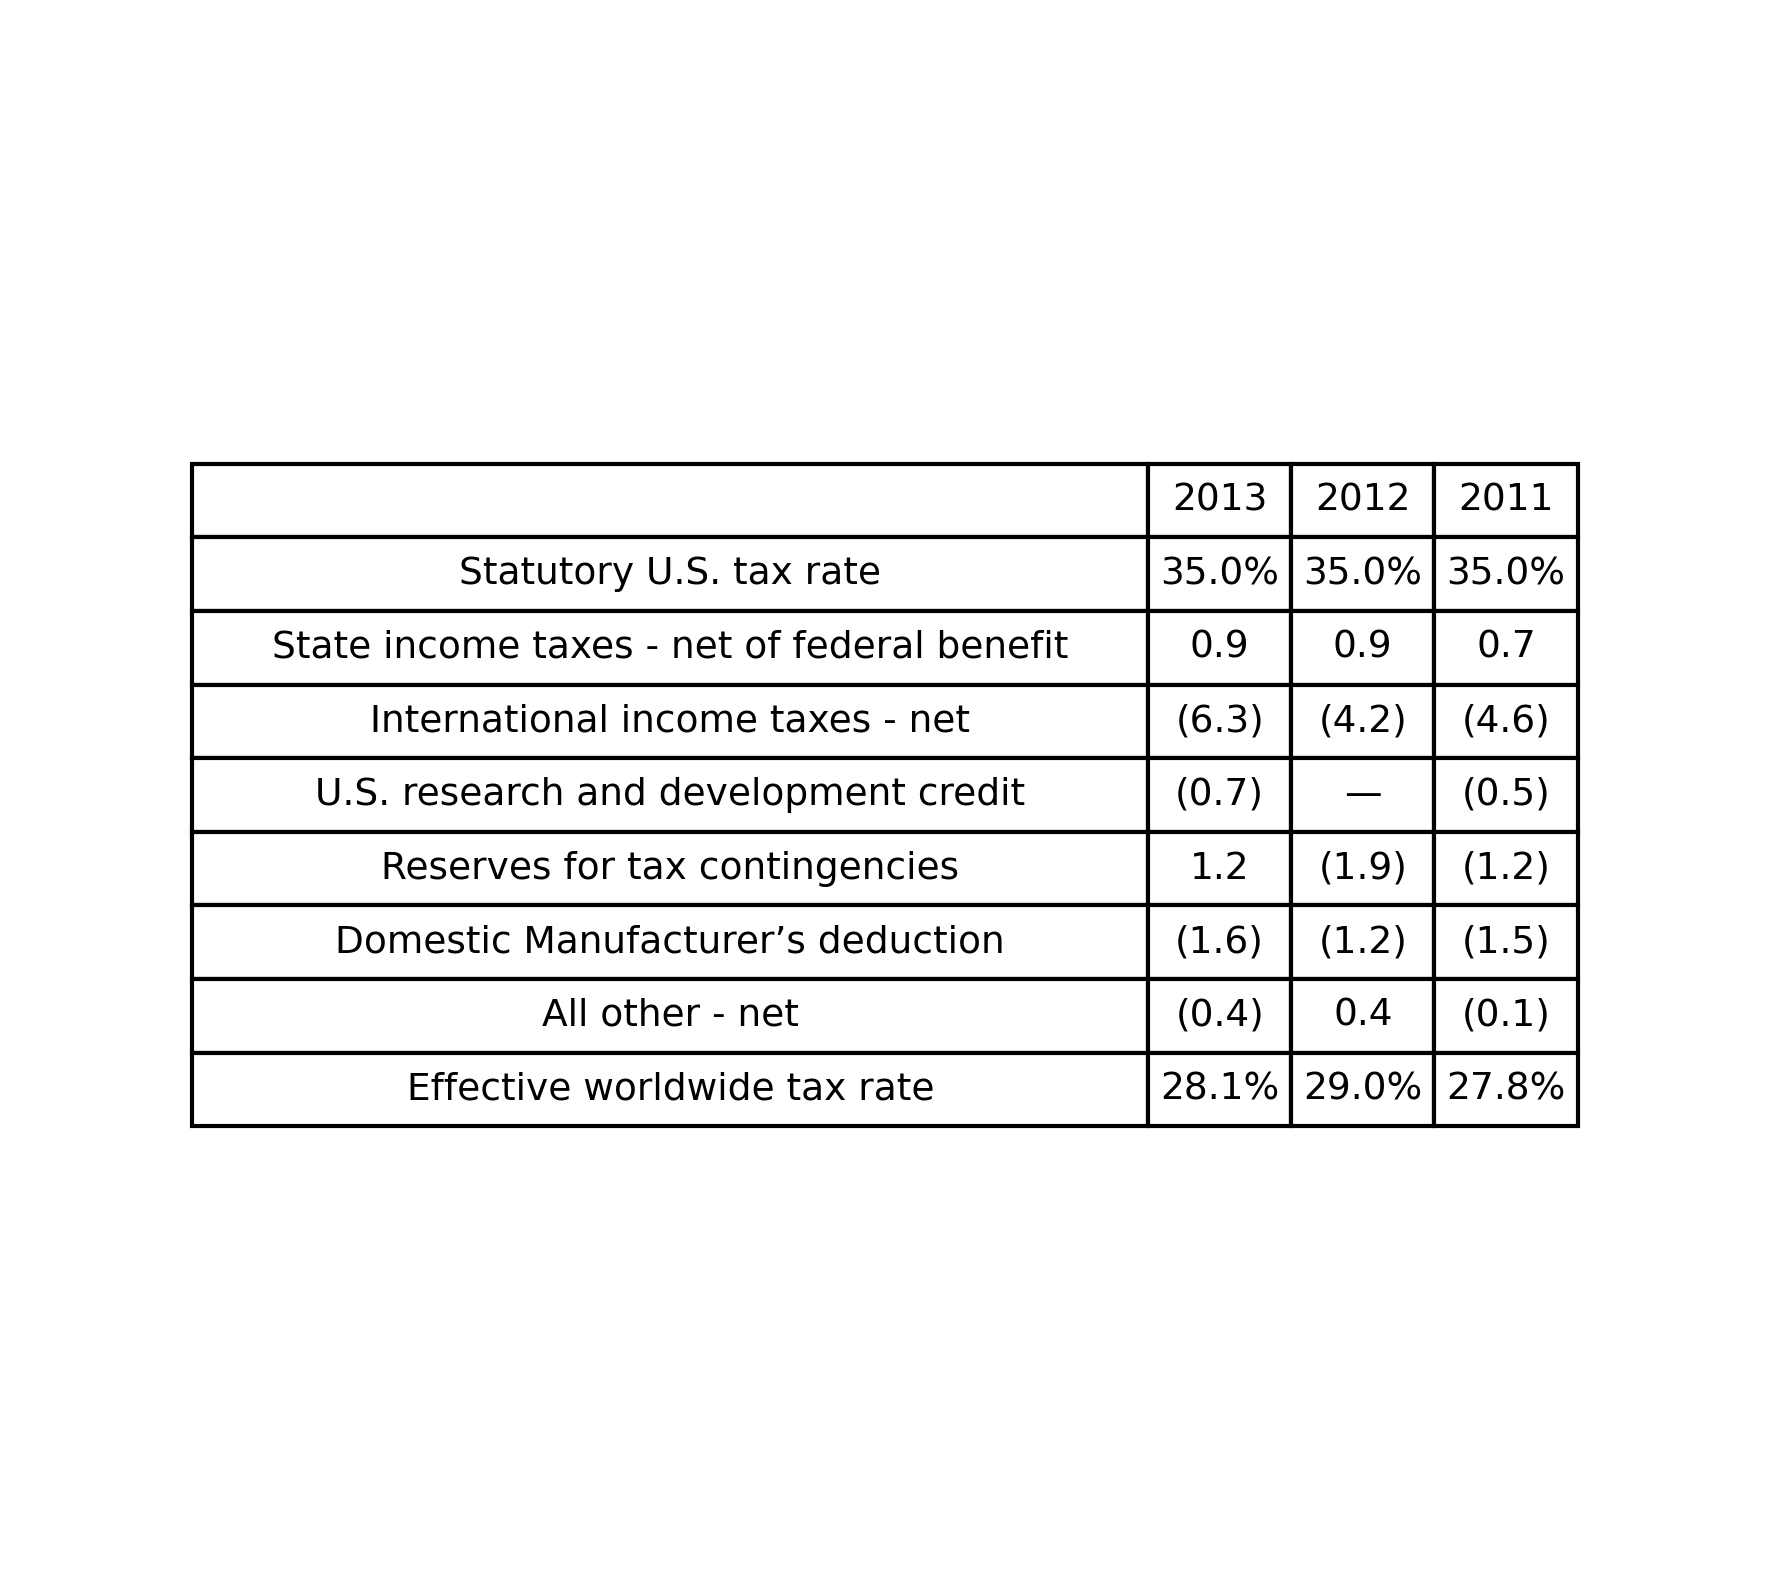 2013 2012 2011
Statutory U.S. tax rate 35.0% 35.0% 35.0%
State income taxes - net of federal benefit 0.9 0.9 0.7
International income taxes - net (6.3) (4.2) (4.6)
U.S. research and development credit (0.7) — (0.5)
Reserves for tax contingencies 1.2 (1.9) (1.2)
Domestic Manufacturer’s deduction (1.6) (1.2) (1.5)
All other - net (0.4) 0.4 (0.1)
Effective worldwide tax rate 28.1% 29.0% 27.8%